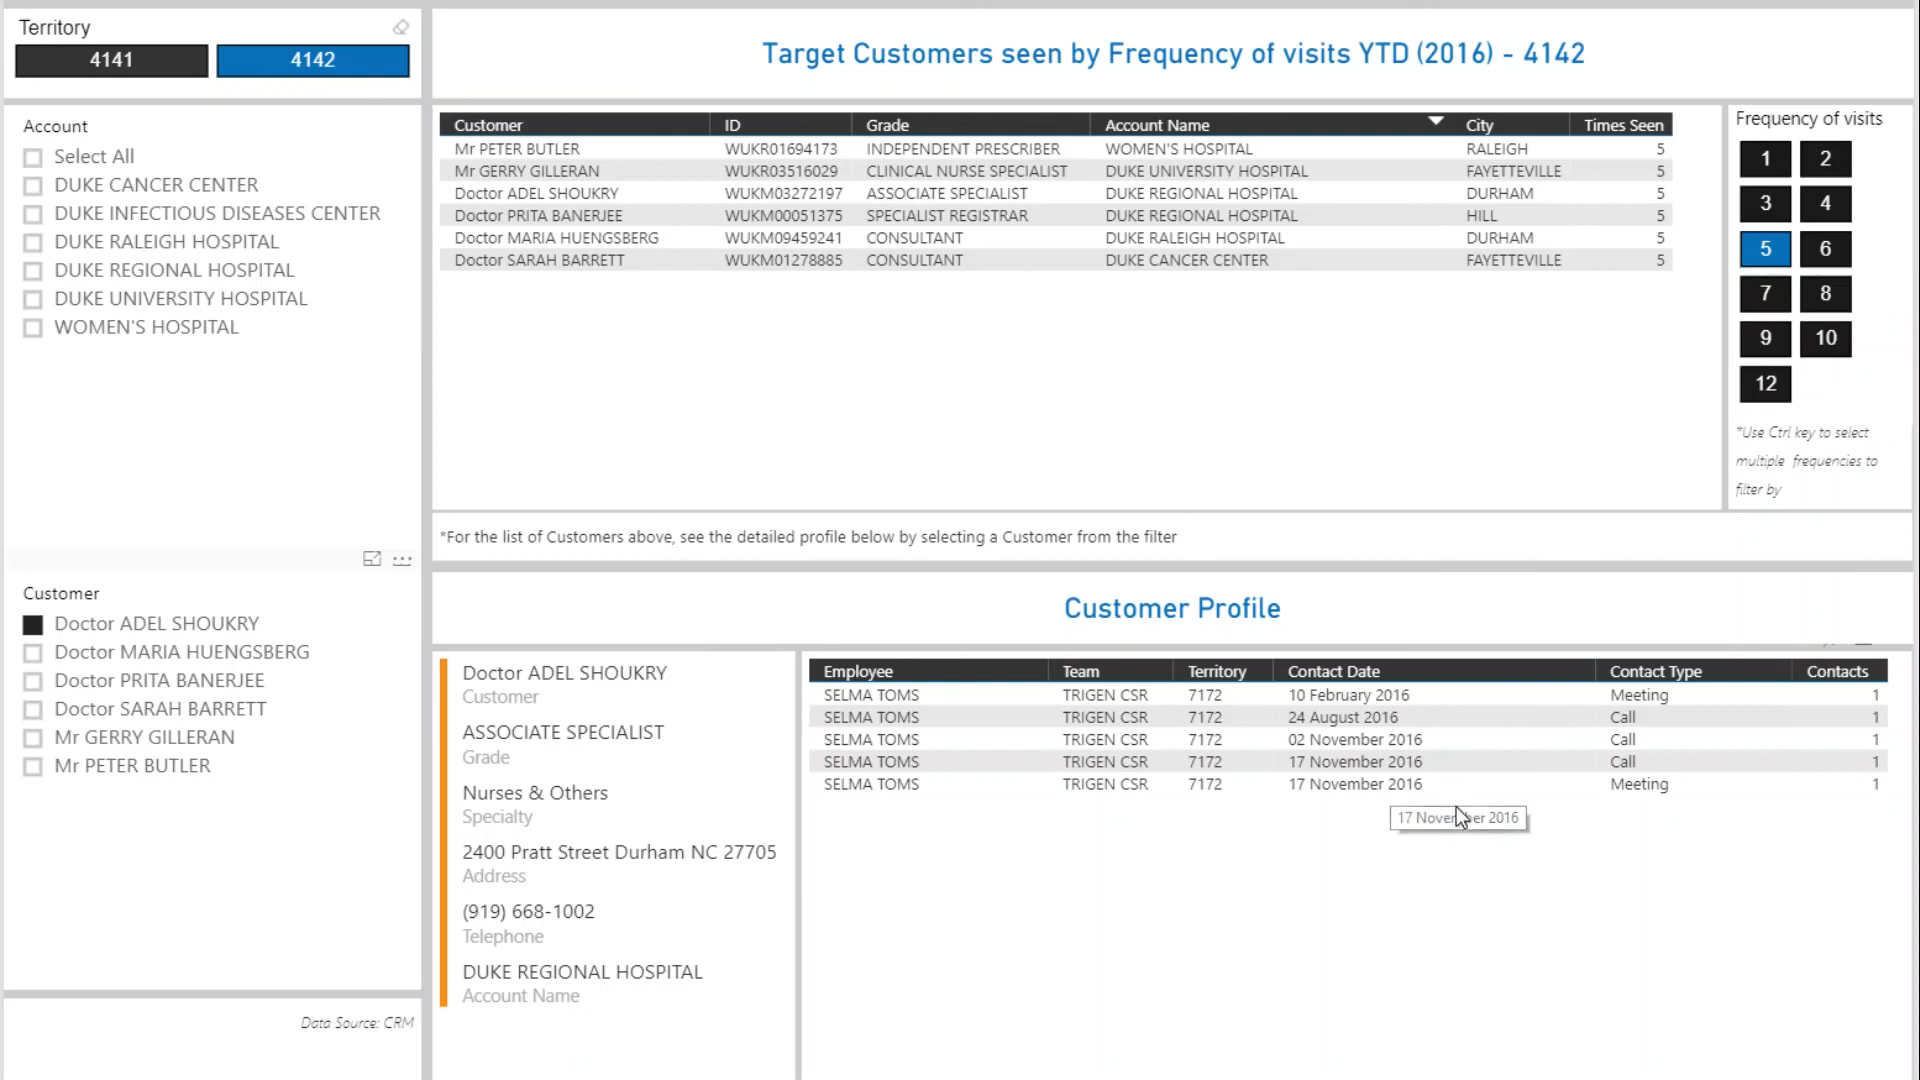 Territory
4141 4142
Target Customers seen by Frequency of visits YTD (2016) - 4142
Account
Select All
DUKE CANCER CENTER
DUKE INFECTIOUS DISEASES CENTER
DUKE RALEIGH HOSPITAL
DUKE REGIONAL HOSPITAL
DUKE UNIVERSITY HOSPITAL
WOMEN'S HOSPITAL
Customer ID Grade Account Name City Times Seen
Mr PETER BUTLER WUKR01694173 INDEPENDENT PRESCRIBER WOMEN'S HOSPITAL RALEIGH 5
Mr GERRY GILLERAN WUKR03516029 CLINICAL NURSE SPECIALIST DUKE UNIVERSITY HOSPITAL FAYETTEVILLE 5
Doctor ADEL SHOUKRY WUKM03272197 ASSOCIATE SPECIALIST DUKE REGIONAL HOSPITAL DURHAM 5
Doctor PRITA BANERJEE WUKM00051375 SPECIALIST REGISTRAR DUKE REGIONAL HOSPITAL HILL 5
Doctor MARIA HUENGSBERG WUKM09459241 CONSULTANT DUKE RALEIGH HOSPITAL DURHAM 5
Doctor SARAH BARRETT WUKM01278885 CONSULTANT DUKE CANCER CENTER FAYETTEVILLE 5
Frequency of visits
1 2
3 4
5 6
7 8
9 10
12
*Use Ctrl key to select
multiple frequencies to
filter by
*For the list of Customers above, see the detailed profile below by selecting a Customer from the filter
Customer
Doctor ADEL SHOUKRY
Doctor MARIA HUENGSBERG
Doctor PRITA BANERJEE
Doctor SARAH BARRETT
Mr GERRY GILLERAN
Mr PETER BUTLER
Data Source: CRM
Customer Profile
Doctor ADEL SHOUKRY
Customer
ASSOCIATE SPECIALIST
Grade
Nurses & Others
Specialty
2400 Pratt Street Durham NC 27705
Address
(919) 668-1002
Telephone
DUKE REGIONAL HOSPITAL
Account Name
Employee Team Territory Contact Date Contact Type Contacts
SELMA TOMS TRIGEN CSR 7172 10 February 2016 Meeting 1
SELMA TOMS TRIGEN CSR 7172 24 August 2016 Call 1
SELMA TOMS TRIGEN CSR 7172 02 November 2016 Call 1
SELMA TOMS TRIGEN CSR 7172 17 November 2016 Call 1
SELMA TOMS TRIGEN CSR 7172 17 November 2016 Meeting 1
17 November 2016